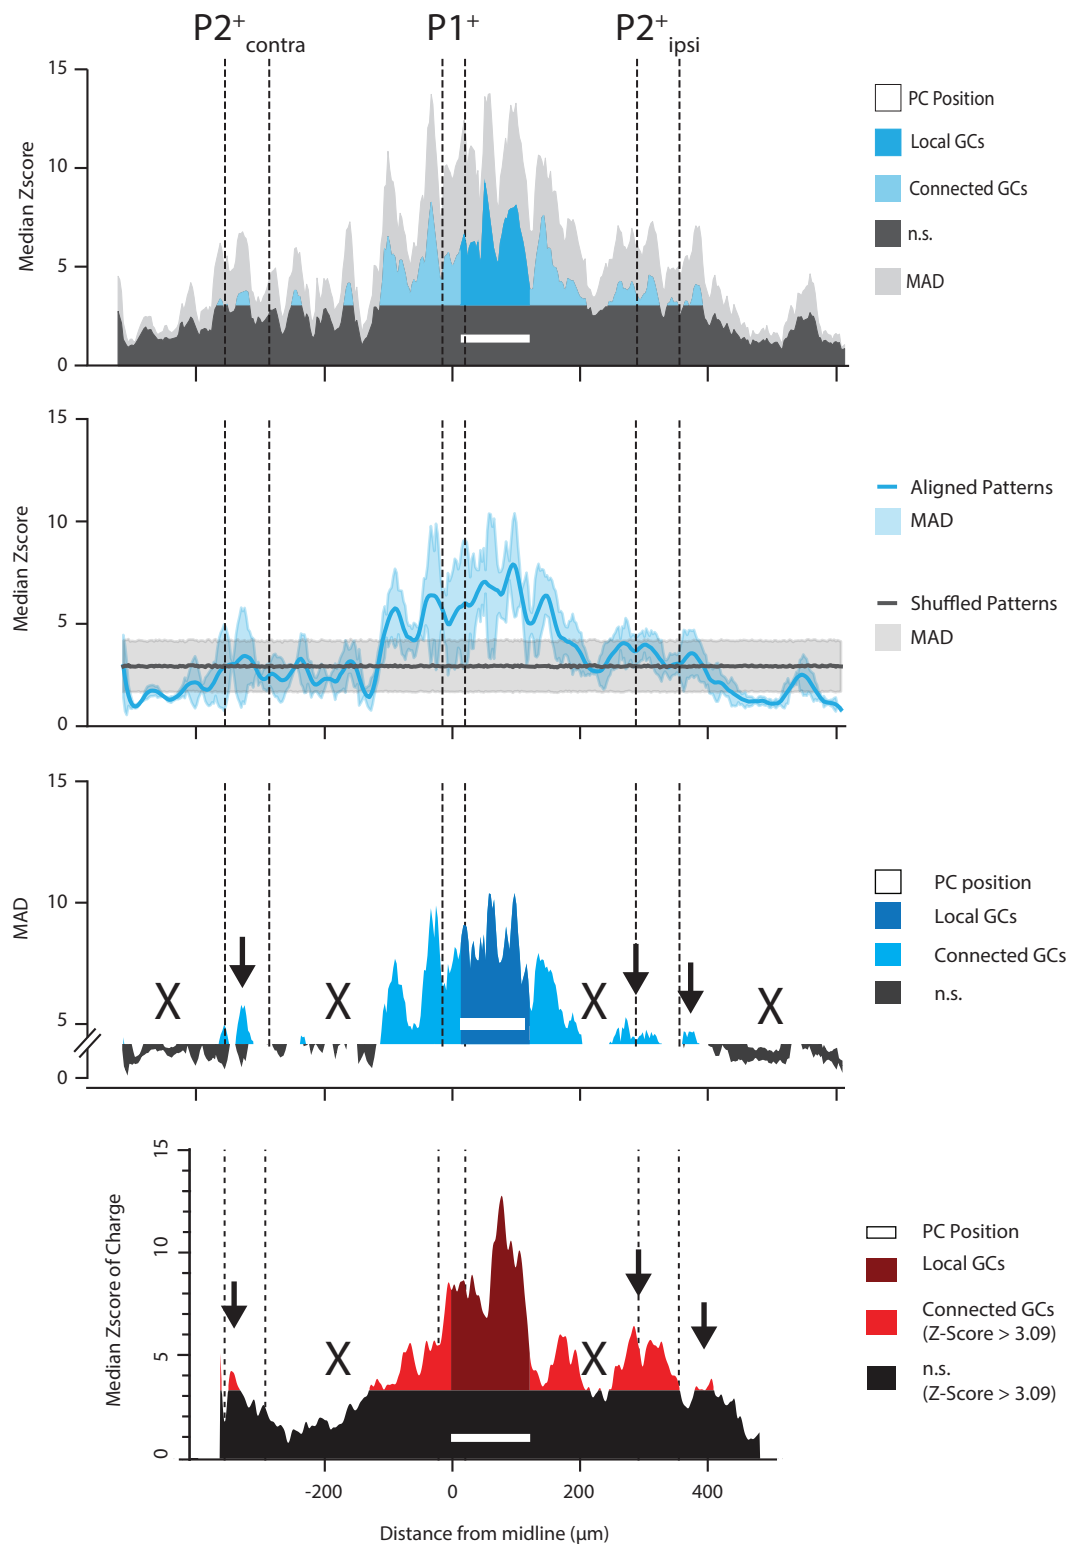 P2+ contra P1+ P2+ ipsi
15
10
5
0
Median Zscore
PC Position
Local GCs
Connected GCs
n.s.
MAD
15
10
5
0
Median Zscore
Aligned Patterns
MAD
Shuffled Patterns
MAD
15
10
5
0
MAD
X X X X
PC position
Local GCs
Connected GCs
n.s.
15
10
5
0
Median Zscore of Charge
X X
PC Position
Local GCs
Connected GCs
(Z-Score > 3.09)
n.s.
(Z-Score > 3.09)
-200 0 200 400
Distance from midline (µm)